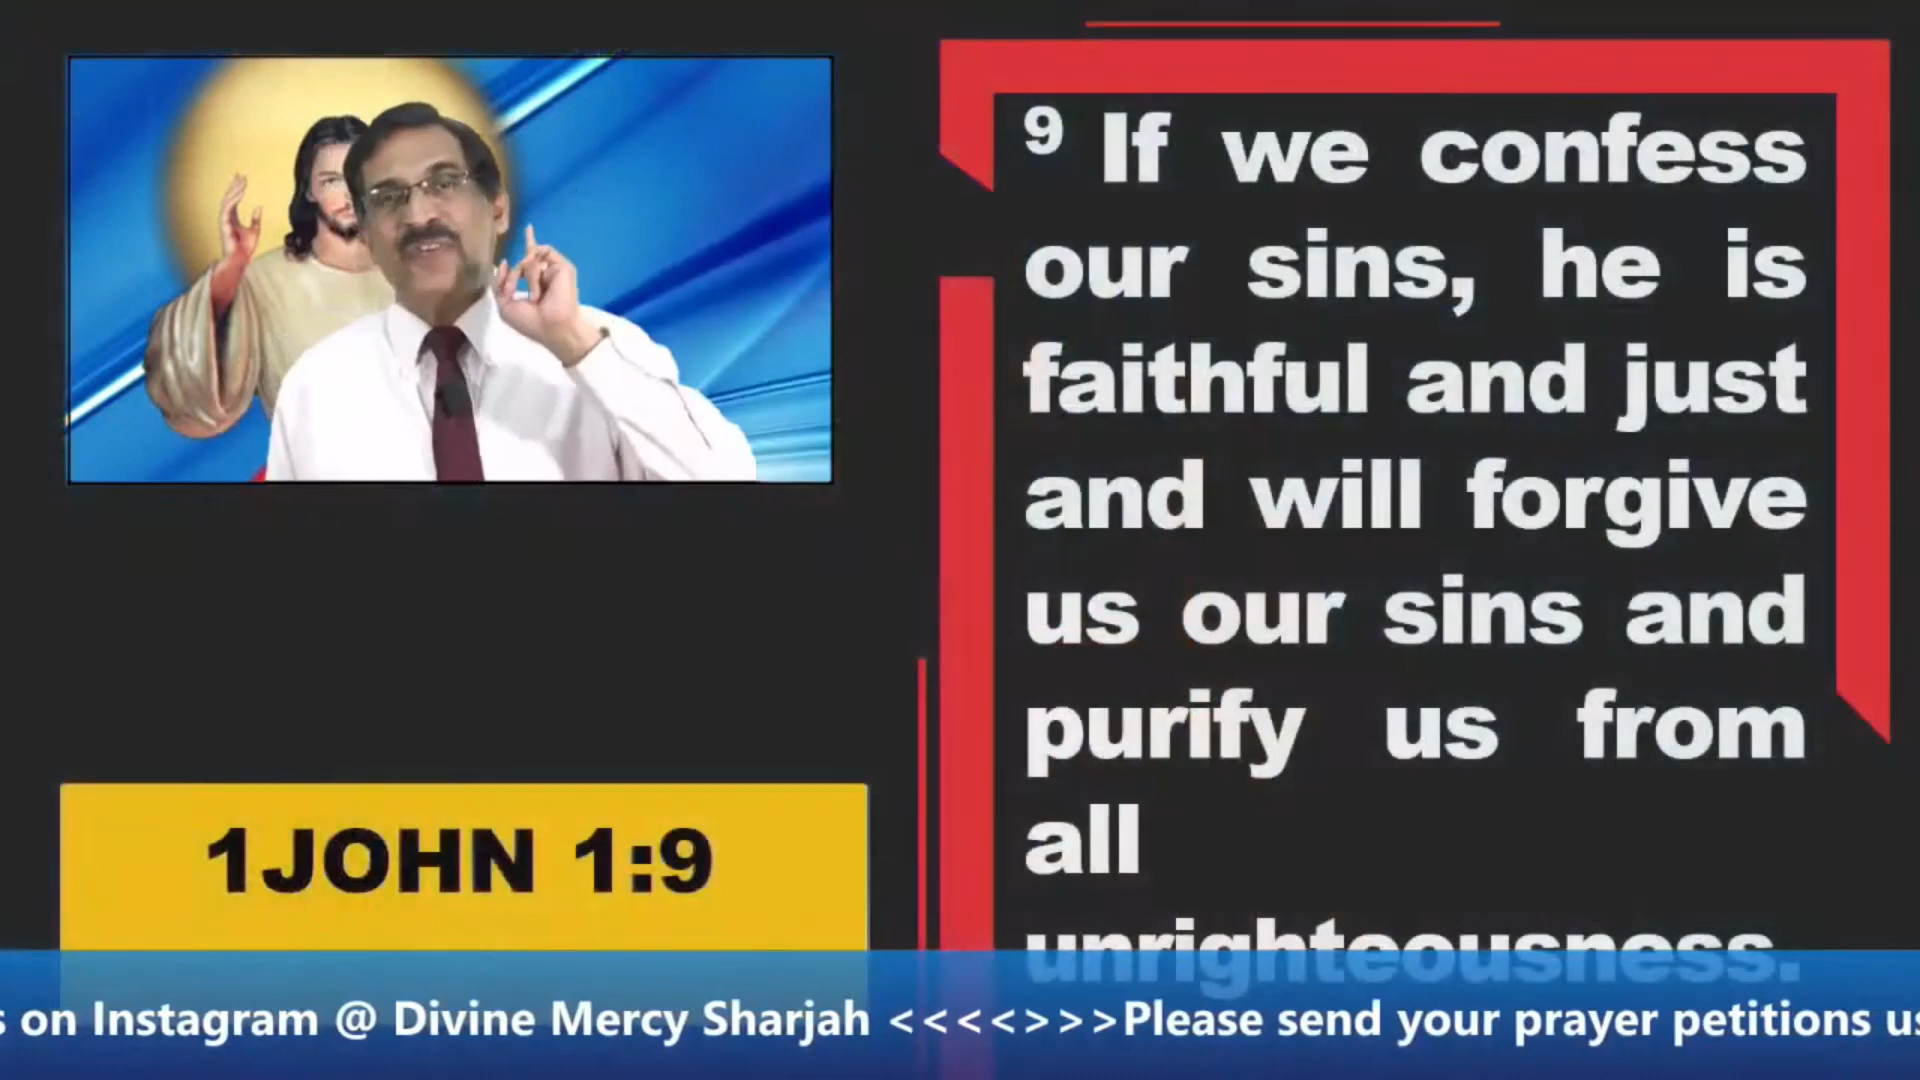 9 If we confess
our sins, he is
faithful and just
and will forgive
us our sins and
purify us from
all
unrighteousness.
1JOHN 1:9
on Instagram @ Divine Mercy Sharjah <<<<>>>Please send your prayer petitions